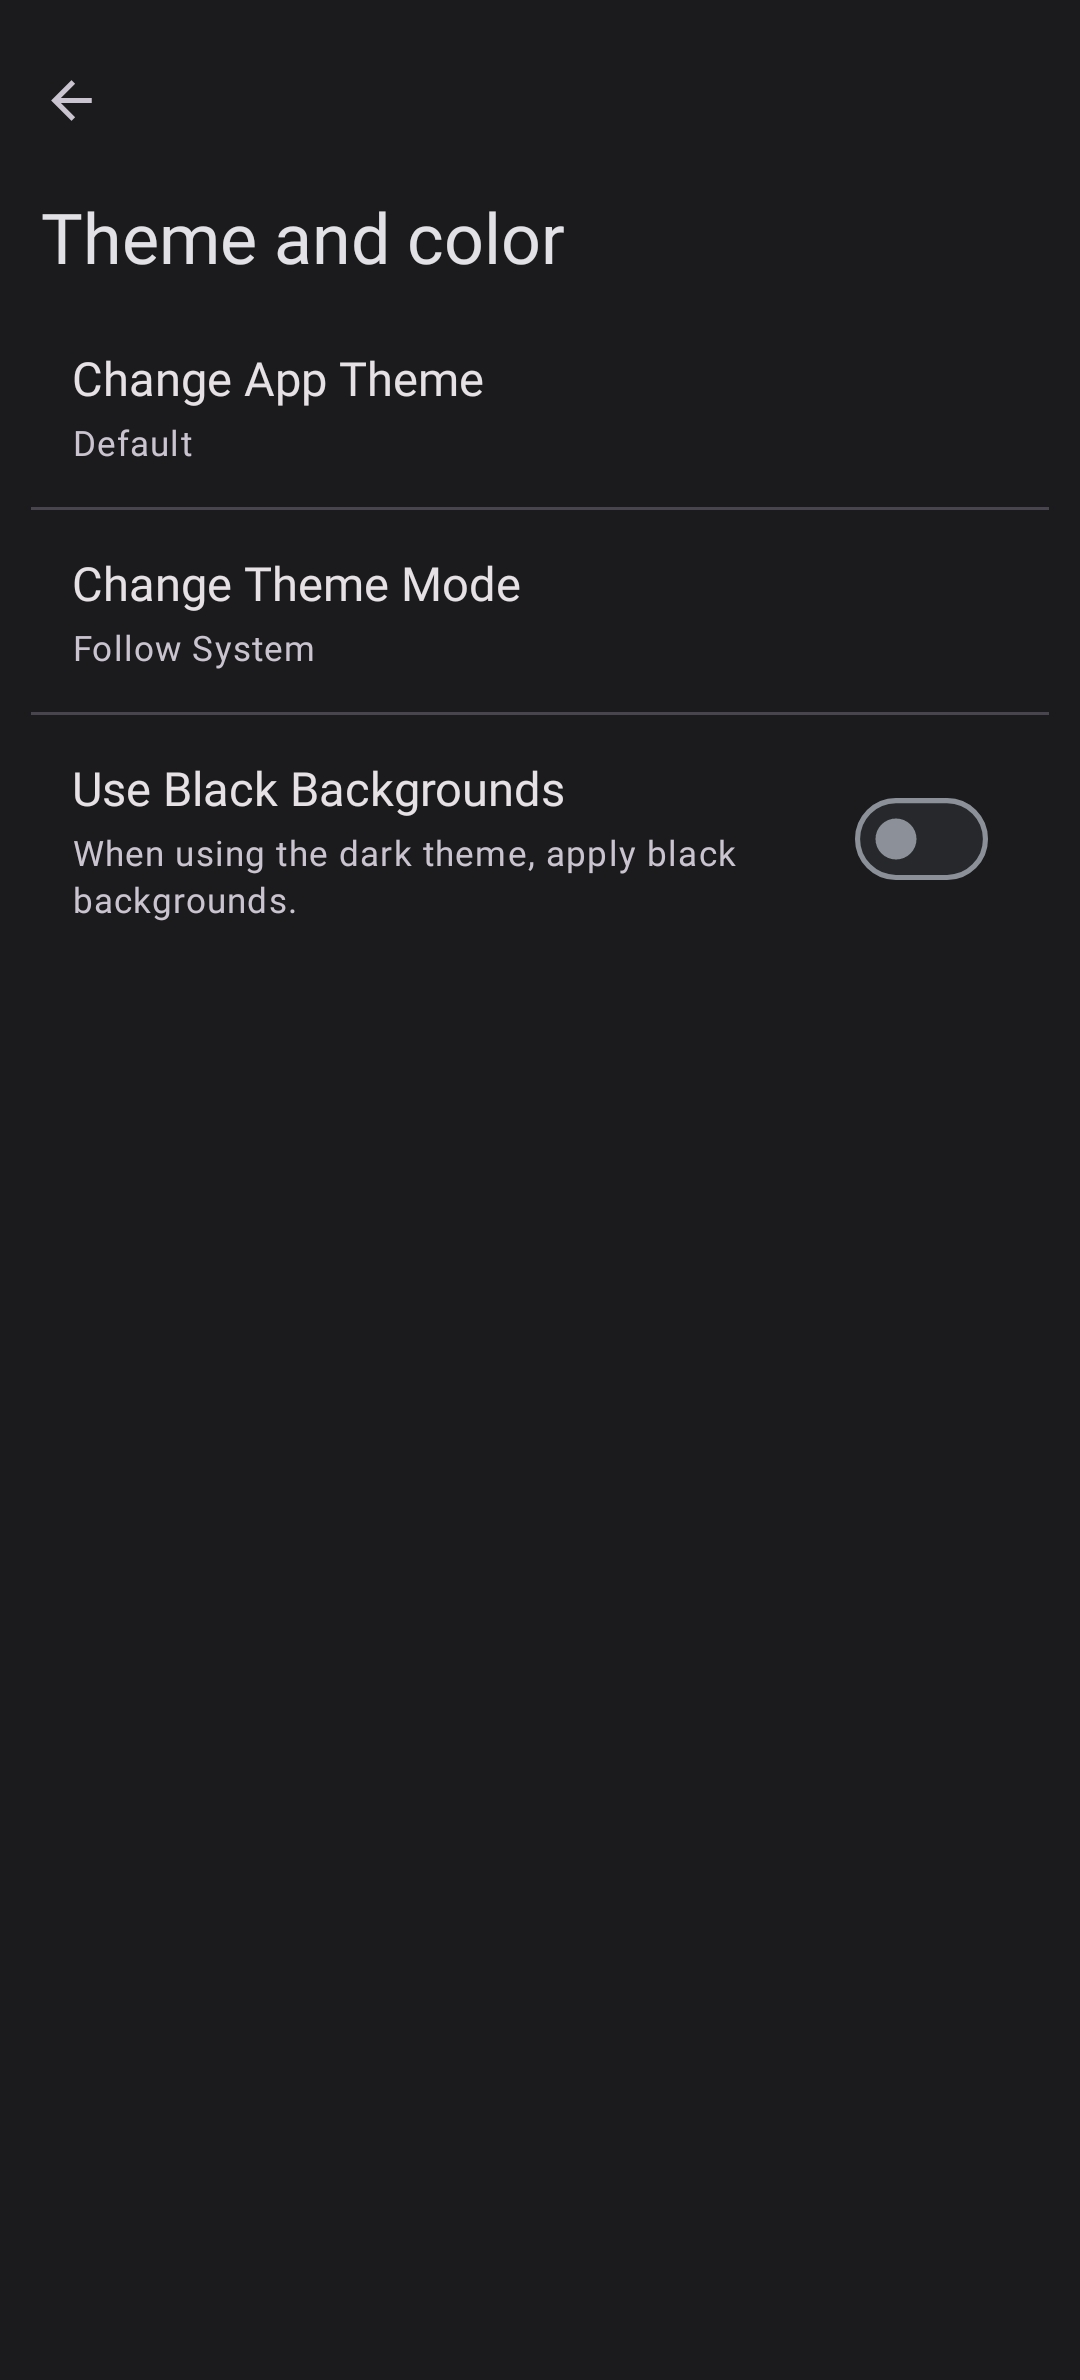 Theme and color
Change App Theme
Default
Change Theme Mode
Follow System
Use Black Backgrounds
When using the dark theme, apply black
backgrounds.